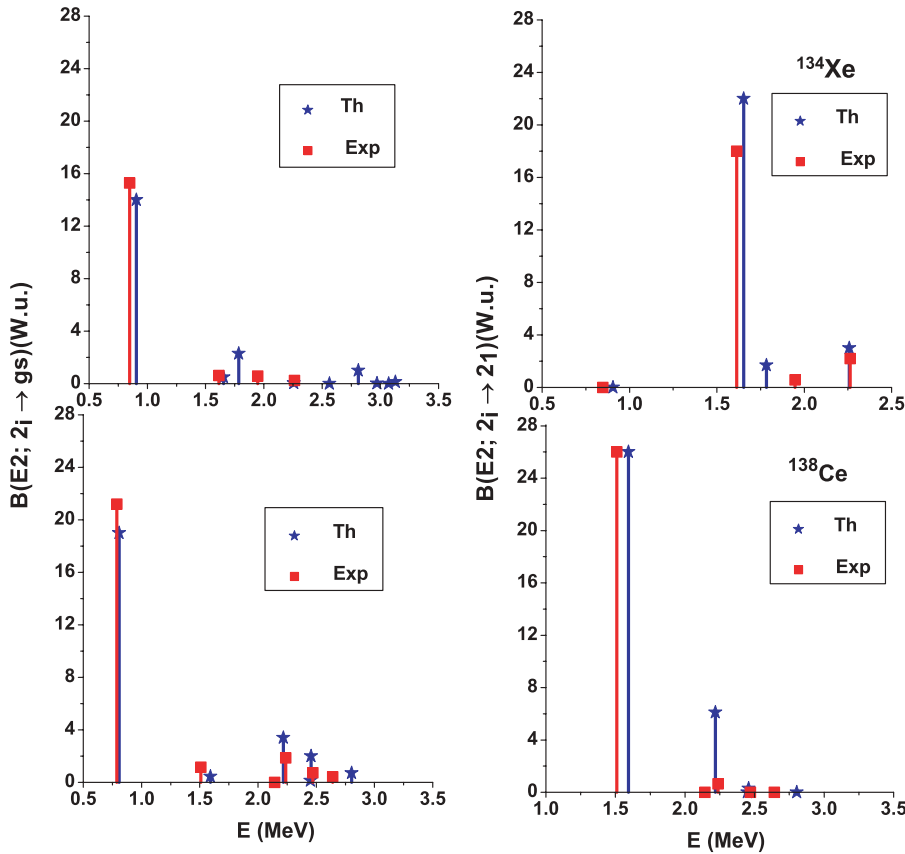 B(E2; 2i → gs)(W.u.)
28
24
20
16
12
8
4
0
0.5 1.0 1.5 2.0 2.5 3.0 3.5
Th
Exp
B(E2; 2i → 21)(W.u.)
28
24
20
16
12
8
4
0
0.5 1.0 1.5 2.0 2.5
¹³⁴Xe
Th
Exp
28
24
20
16
12
8
4
0
0.5 1.0 1.5 2.0 2.5 3.0 3.5
Th
Exp
E (MeV)
28
24
20
16
12
8
4
0
1.0 1.5 2.0 2.5 3.0 3.5
¹³⁸Ce
Th
Exp
E (MeV)